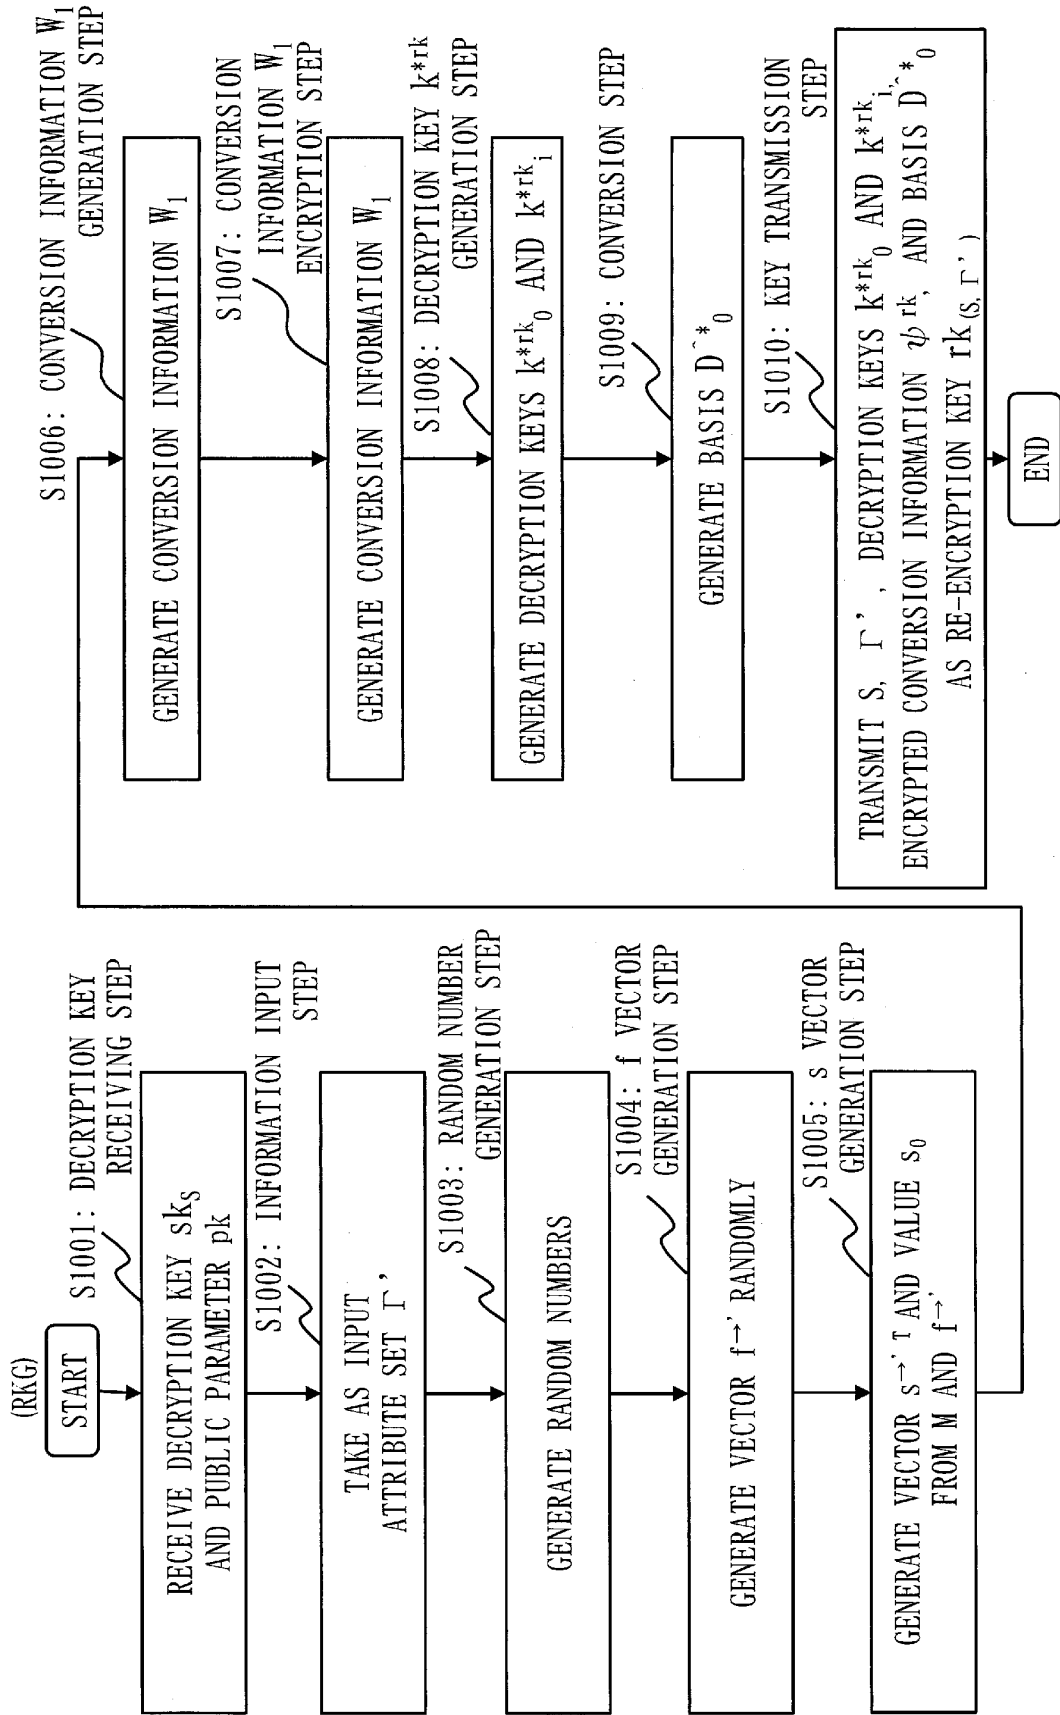 (RKG)
START
S1001: DECRYPTION KEY
RECEIVING STEP
RECEIVE DECRYPTION KEY sk_S
AND PUBLIC PARAMETER pk
S1002: INFORMATION INPUT
STEP
TAKE AS INPUT
ATTRIBUTE SET Γ'
S1003: RANDOM NUMBER
GENERATION STEP
GENERATE RANDOM NUMBERS
S1004: f VECTOR
GENERATION STEP
GENERATE VECTOR f→' RANDOMLY
S1005: s VECTOR
GENERATION STEP
GENERATE VECTOR s→'T AND VALUE s_0
FROM M AND f→'
S1006: CONVERSION INFORMATION W_1
GENERATION STEP
GENERATE CONVERSION INFORMATION W_1
S1007: CONVERSION
INFORMATION W_1
ENCRYPTION STEP
GENERATE CONVERSION INFORMATION W_1
S1008: DECRYPTION KEY k^*rk
GENERATION STEP
GENERATE DECRYPTION KEYS k^*rk_0 AND k^*rk_i
S1009: CONVERSION STEP
GENERATE BASIS D^^*_0
S1010: KEY TRANSMISSION
STEP
TRANSMIT S, Γ', DECRYPTION KEYS k^*rk_0 AND k^*rk_i,
ENCRYPTED CONVERSION INFORMATION ψ^rk, AND BASIS D^^*_0
AS RE-ENCRYPTION KEY rk_(S, Γ')
END